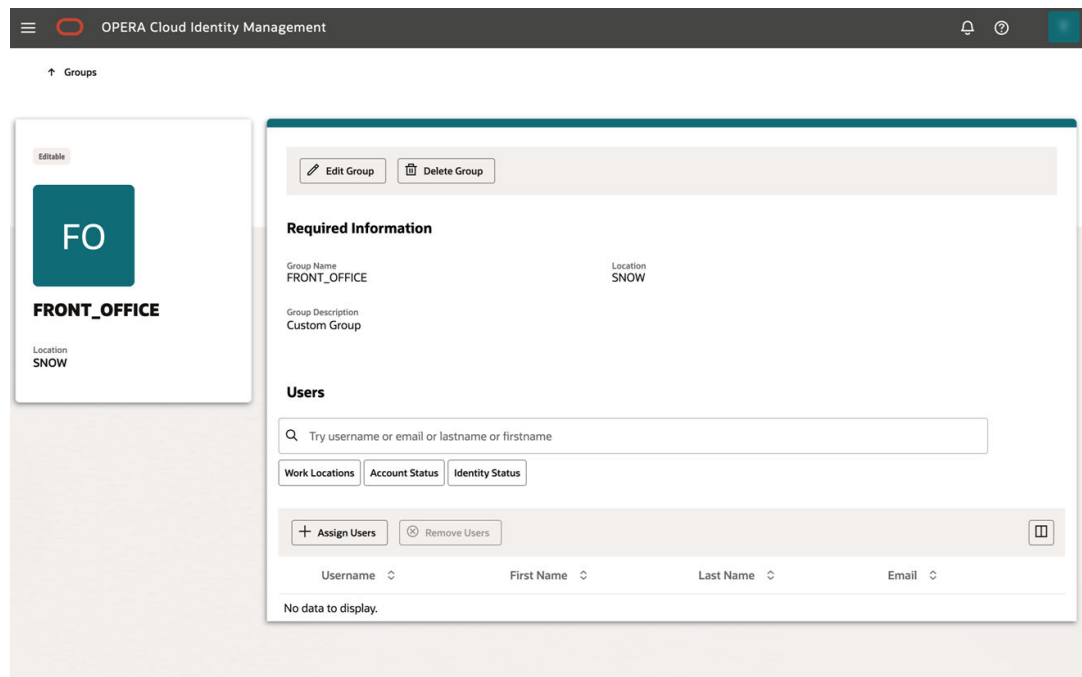 OPERA Cloud Identity Management
Groups
Editable
FO
FRONT_OFFICE
Location
SNOW
Edit Group Delete Group
Required Information
Group Name Location
FRONT_OFFICE SNOW
Group Description
Custom Group
Users
Try username or email or lastname or firstname
Work Locations Account Status Identity Status
Assign Users Remove Users
Username First Name Last Name Email
No data to display.